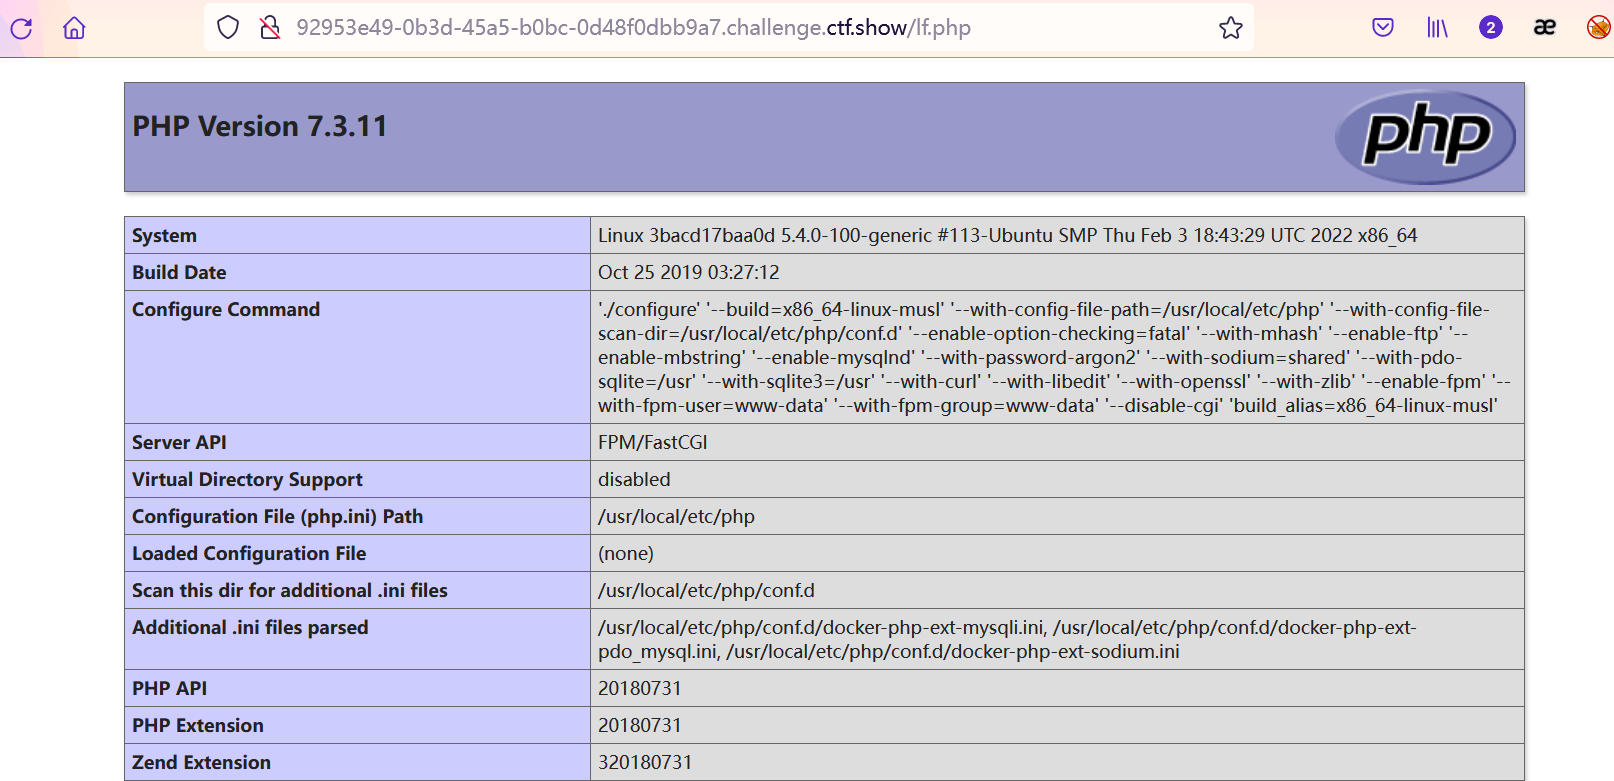 92953e49-0b3d-45a5-b0bc-0d48f0dbb9a7.challenge.ctf.show/lf.php
2
æ
PHP Version 7.3.11
php
System
Linux 3bacd17baa0d 5.4.0-100-generic #113-Ubuntu SMP Thu Feb 3 18:43:29 UTC 2022 x86_64
Build Date
Oct 25 2019 03:27:12
Configure Command
'./configure' '--build=x86_64-linux-musl' '--with-config-file-path=/usr/local/etc/php' '--with-config-file-
scan-dir=/usr/local/etc/php/conf.d' '--enable-option-checking=fatal' '--with-mhash' '--enable-ftp' '--
enable-mbstring' '--enable-mysqlnd' '--with-password-argon2' '--with-sodium=shared' '--with-pdo-
sqlite=/usr' '--with-sqlite3=/usr' '--with-curl' '--with-libedit' '--with-openssl' '--with-zlib' '--enable-fpm' '--
with-fpm-user=www-data' '--with-fpm-group=www-data' '--disable-cgi' 'build_alias=x86_64-linux-musl'
Server API
FPM/FastCGI
Virtual Directory Support
disabled
Configuration File (php.ini) Path
/usr/local/etc/php
Loaded Configuration File
(none)
Scan this dir for additional .ini files
/usr/local/etc/php/conf.d
Additional .ini files parsed
/usr/local/etc/php/conf.d/docker-php-ext-mysqli.ini, /usr/local/etc/php/conf.d/docker-php-ext-
pdo_mysql.ini, /usr/local/etc/php/conf.d/docker-php-ext-sodium.ini
PHP API
20180731
PHP Extension
20180731
Zend Extension
320180731